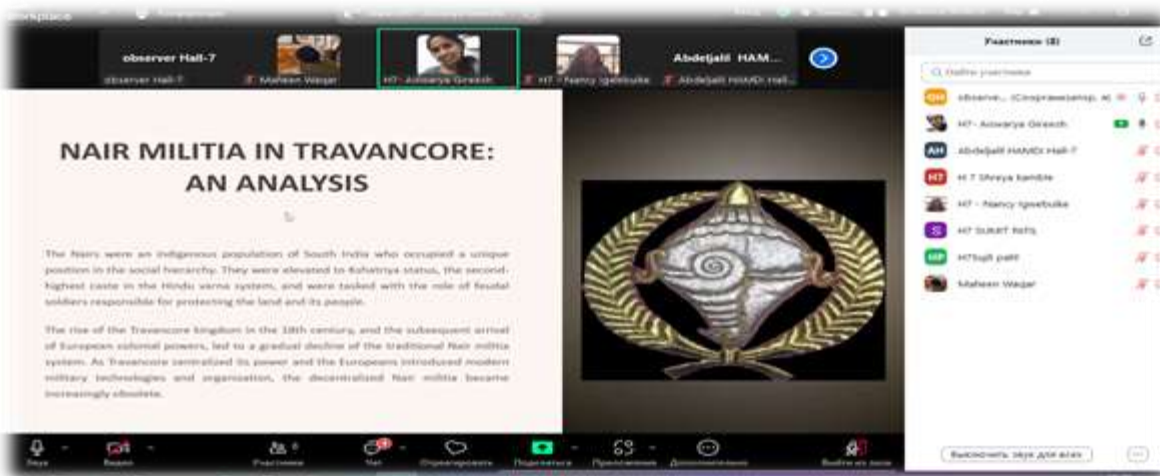 observer Hall-7
Abdeljalil HAM...
observer Hall-7
Maheen Waqar
H7 - Nancy Igwebuike
Abdeljalil HAMDI Hall...
NAIR MILITIA IN TRAVANCORE:
AN ANALYSIS
The Nairs were an indigenous population of South India who occupied a unique
position in the social hierarchy. They were elevated to Kshatriya status, the second-
highest caste in the Hindu varna system, and were tasked with the role of feudal
soldiers responsible for protecting the land and its people.
The rise of the Travancore kingdom in the 18th century, and the subsequent arrival
of European colonial powers, led to a gradual decline of the traditional Nair militia
system. As Travancore centralized its power and the Europeans introduced modern
military technologies and organization, the decentralized Nair militia became
increasingly obsolete.
Участники (8)
Найти участника
observe... (Соорганизатор, я)
H7- Aiswarya Gireesh
AH Abdeljalil HAMDI Hall-7
H7 H 7 Shreya kamble
H7 - Nancy Igwebuike
S H7 SUMIT PATIL
HP H7Sujit patil
Maheen Waqar
Звук
Видео
Участники
8
Чат
Отреагировать
Поделиться
Приложения
Дополнительно
Выключить звук для всех